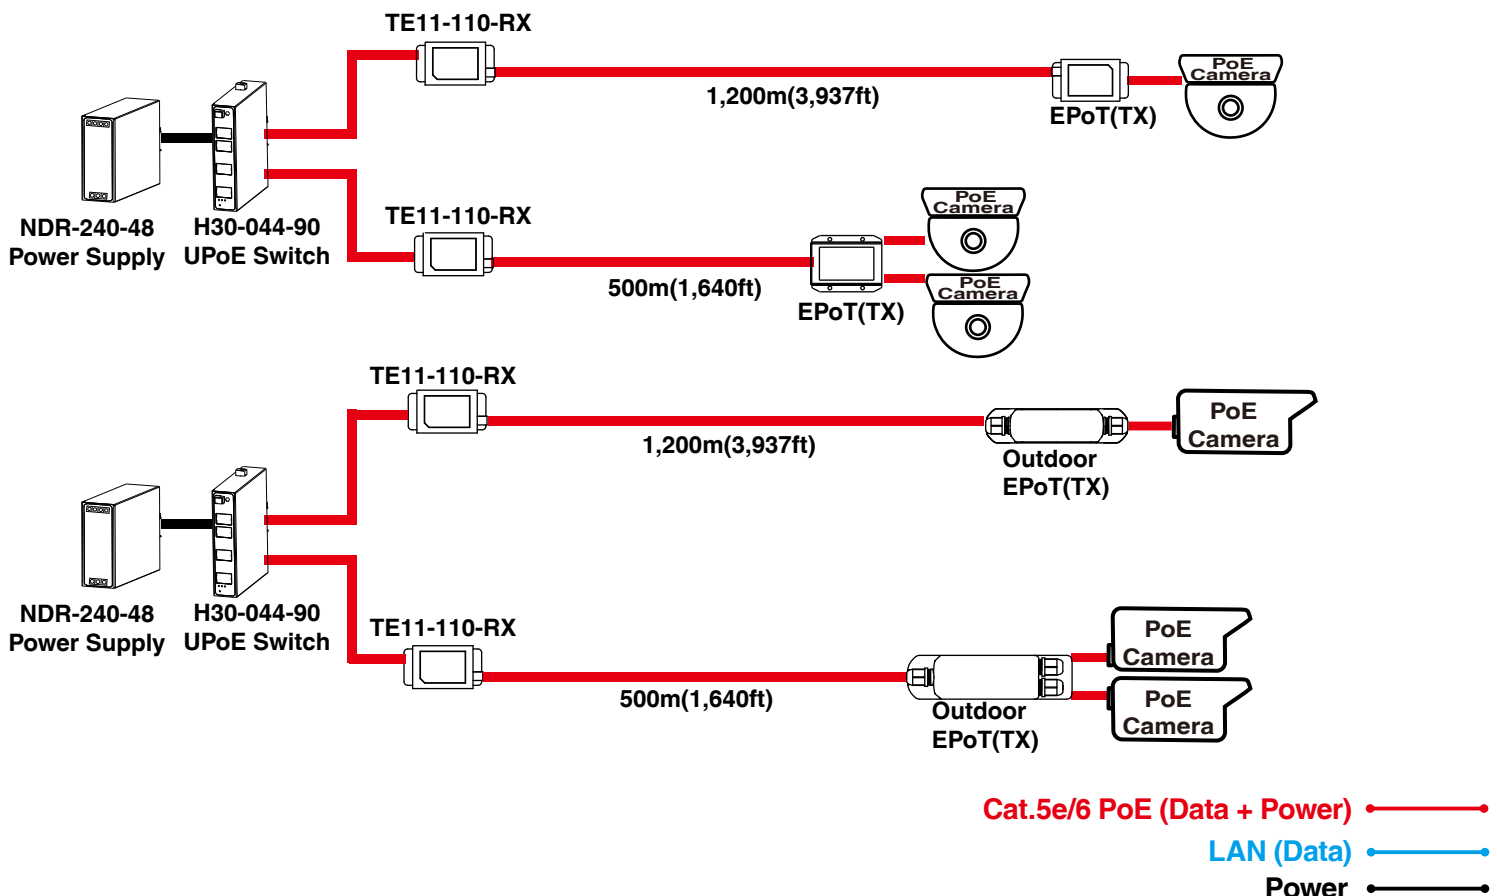 TE11-110-RX
PoE
Camera
1,200m(3,937ft)
EPoT(TX)
NDR-240-48
Power Supply
H30-044-90
UPoE Switch
TE11-110-RX
PoE
Camera
500m(1,640ft)
EPoT(TX)
PoE
Camera
TE11-110-RX
1,200m(3,937ft)
Outdoor
EPoT(TX)
PoE
Camera
NDR-240-48
Power Supply
H30-044-90
UPoE Switch
TE11-110-RX
500m(1,640ft)
Outdoor
EPoT(TX)
PoE
Camera
PoE
Camera
Cat.5e/6 PoE (Data + Power)
LAN (Data)
Power